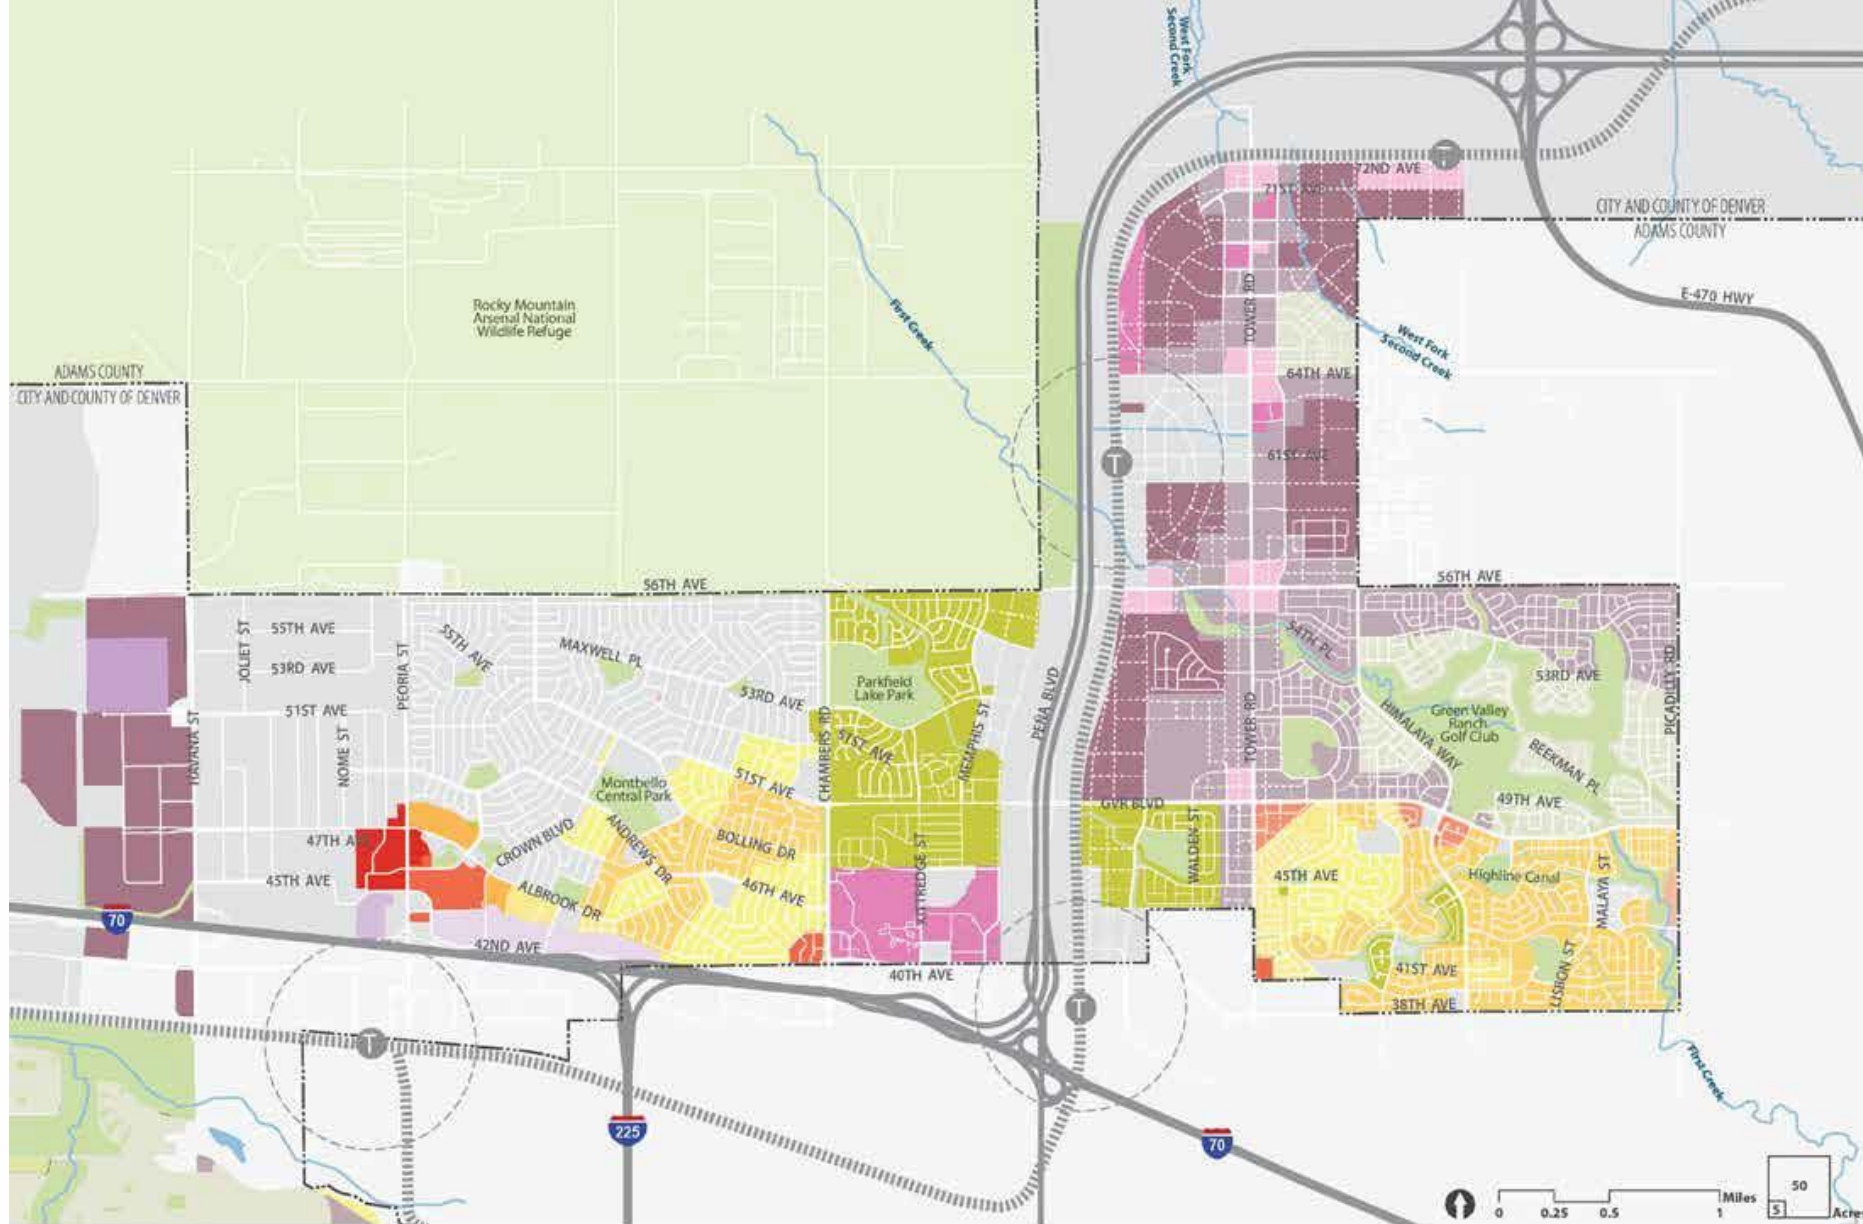 West Fork
Second Creek
72ND AVE
CITY AND COUNTY OF DENVER
ADAMS COUNTY
E-470 HWY
Rocky Mountain
Arsenal National
Wildlife Refuge
First Creek
TOWER RD
West Fork
Second Creek
ADAMS COUNTY
CITY AND COUNTY OF DENVER
64TH AVE
61ST AVE
T
T
56TH AVE
56TH AVE
JOLIET ST
55TH AVE
53RD AVE
51ST AVE
PEORIA ST
55TH AVE
MAXWELL PL
53RD AVE
Parkfield
Lake Park
PENA BLVD
54TH PL
53RD AVE
PICADILLY RD
HAVANA ST
NOME ST
CHAMBERS RD
51ST AVE
MEMPHIS ST
TOWER RD
HIMALAYA WAY
Green Valley
Ranch
Golf Club
BEEKMAN PL
Montbello
Central Park
51ST AVE
GVR BLVD
49TH AVE
47TH A
CROWN BLVD
ANDREWS DR
BOLLING DR
WALDEN ST
45TH AVE
ALBROOK DR
46TH AVE
KITTREDGE ST
45TH AVE
Highline Canal
MALAYA ST
70
42ND AVE
40TH AVE
41ST AVE
LISBON ST
38TH AVE
T
T
First Creek
225
70
50
S
Miles
0
0.25
0.5
1
Acre